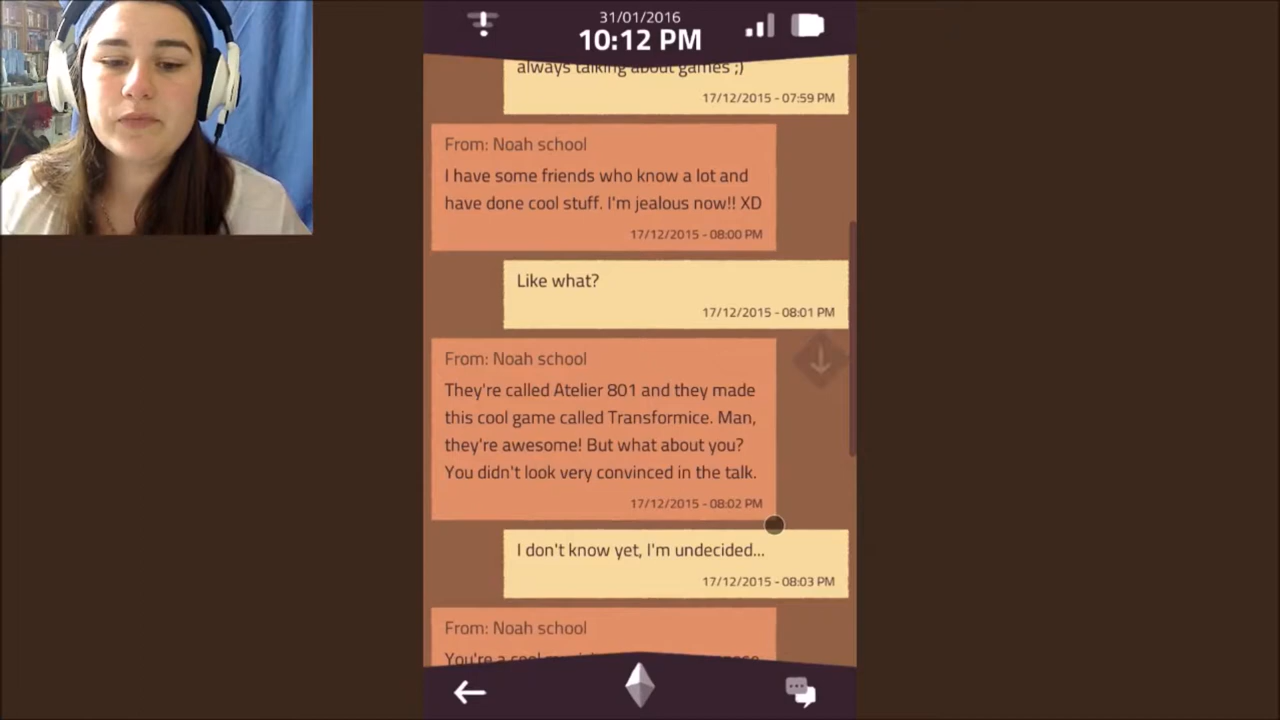 31/01/2016
10:12 PM
always talking about games ;)
17/12/2015 - 07:59 PM
From: Noah school
I have some friends who know a lot and
have done cool stuff. I'm jealous now!! XD
17/12/2015 - 08:00 PM
Like what?
17/12/2015 - 08:01 PM
From: Noah school
They're called Atelier 801 and they made
this cool game called Transformice. Man,
they're awesome! But what about you?
You didn't look very convinced in the talk.
17/12/2015 - 08:02 PM
I don't know yet, I'm undecided...
17/12/2015 - 08:03 PM
From: Noah school
You're a cool